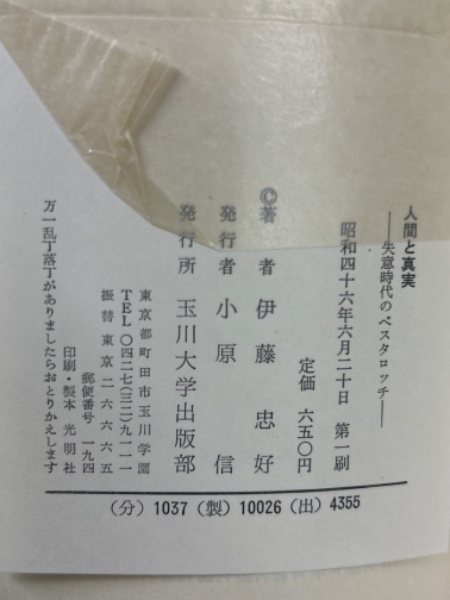 人間と真実
――失意時代のペスタロッチ――
昭和四十六年六月二十日 第一刷
定価 六五〇円
©著者 伊藤忠好
発行者 小原信
発行所 玉川大学出版部
東京都町田市玉川学園
TEL〇四二七(三二)九一一一
振替 東京二六六六五
郵便番号 一九四
印刷・製本 光明社
万一乱丁落丁がありましたらおとりかえします
(分) 1037 (製) 10026 (出) 4355